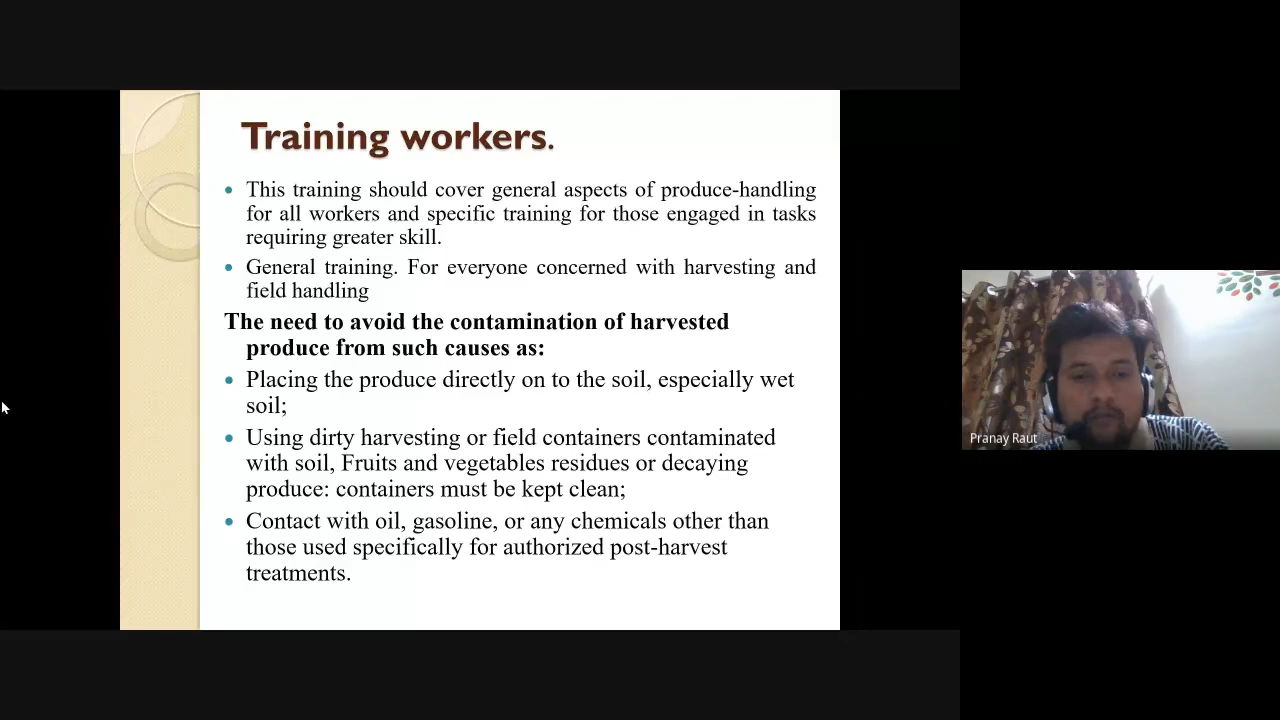 Training workers.
This training should cover general aspects of produce-handling
for all workers and specific training for those engaged in tasks
requiring greater skill.
General training. For everyone concerned with harvesting and
field handling
The need to avoid the contamination of harvested
produce from such causes as:
Placing the produce directly on to the soil, especially wet
soil;
Using dirty harvesting or field containers contaminated
with soil, Fruits and vegetables residues or decaying
produce: containers must be kept clean;
Contact with oil, gasoline, or any chemicals other than
those used specifically for authorized post-harvest
treatments.
Pranay Raut